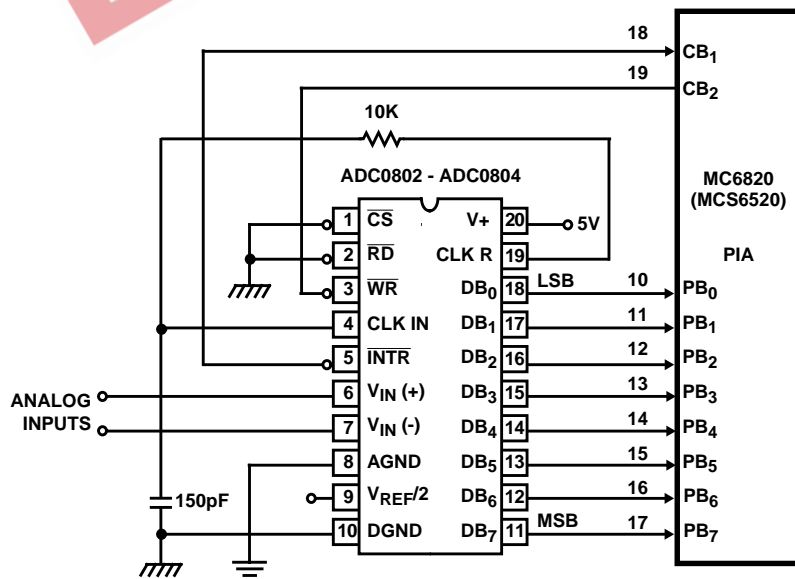 18
CB1
19
CB2
10K
ADC0802 - ADC0804
MC6820
(MCS6520)
PIA
1 CS V+ 20 5V
2 RD CLK R 19
3 WR DB0 18 LSB 10 PB0
4 CLK IN DB1 17 11 PB1
5 INTR DB2 16 12 PB2
6 VIN (+) DB3 15 13 PB3
ANALOG
INPUTS
7 VIN (-) DB4 14 14 PB4
8 AGND DB5 13 15 PB5
150pF
9 VREF/2 DB6 12 16 PB6
10 DGND DB7 11 MSB 17 PB7